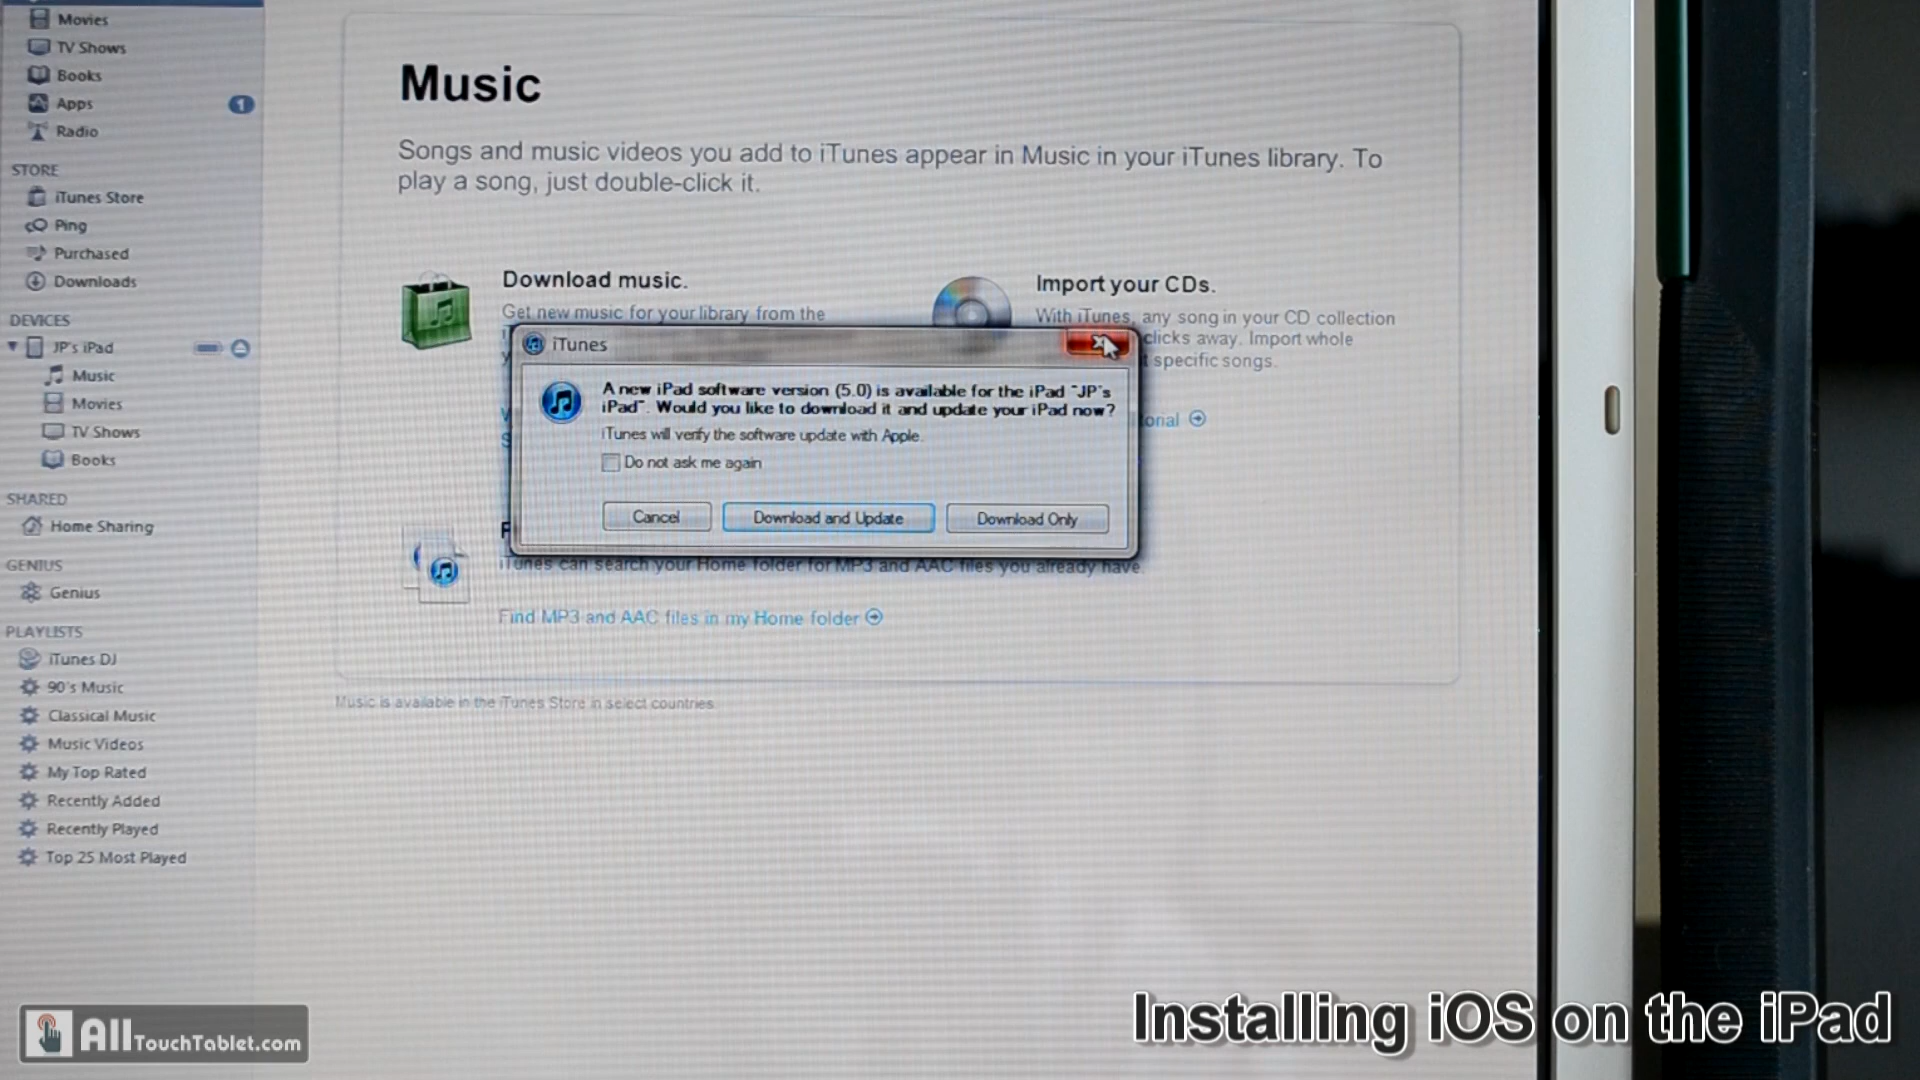 Movies
TV Shows
Books
Apps 1
Radio
STORE
iTunes Store
Ping
Purchased
Downloads
DEVICES
JP's iPad
Music
Movies
TV Shows
Books
SHARED
Home Sharing
GENIUS
Genius
PLAYLISTS
iTunes DJ
90's Music
Classical Music
Music Videos
My Top Rated
Recently Added
Recently Played
Top 25 Most Played
Music
Songs and music videos you add to iTunes appear in Music in your iTunes library. To
play a song, just double-click it.
Download music.
Get new music for your library from the
Import your CDs.
With iTunes, any song in your CD collection
clicks away. Import whole
specific songs.
iTunes
A new iPad software version (5.0) is available for the iPad "JP's
iPad". Would you like to download it and update your iPad now?
iTunes will verify the software update with Apple.
Do not ask me again
Cancel
Download and Update
Download Only
iTunes can search your Home folder for MP3 and AAC files you already have.
Find MP3 and AAC files in my Home folder
Music is available in the iTunes Store in select countries.
AllTouchTablet.com
Installing iOS on the iPad